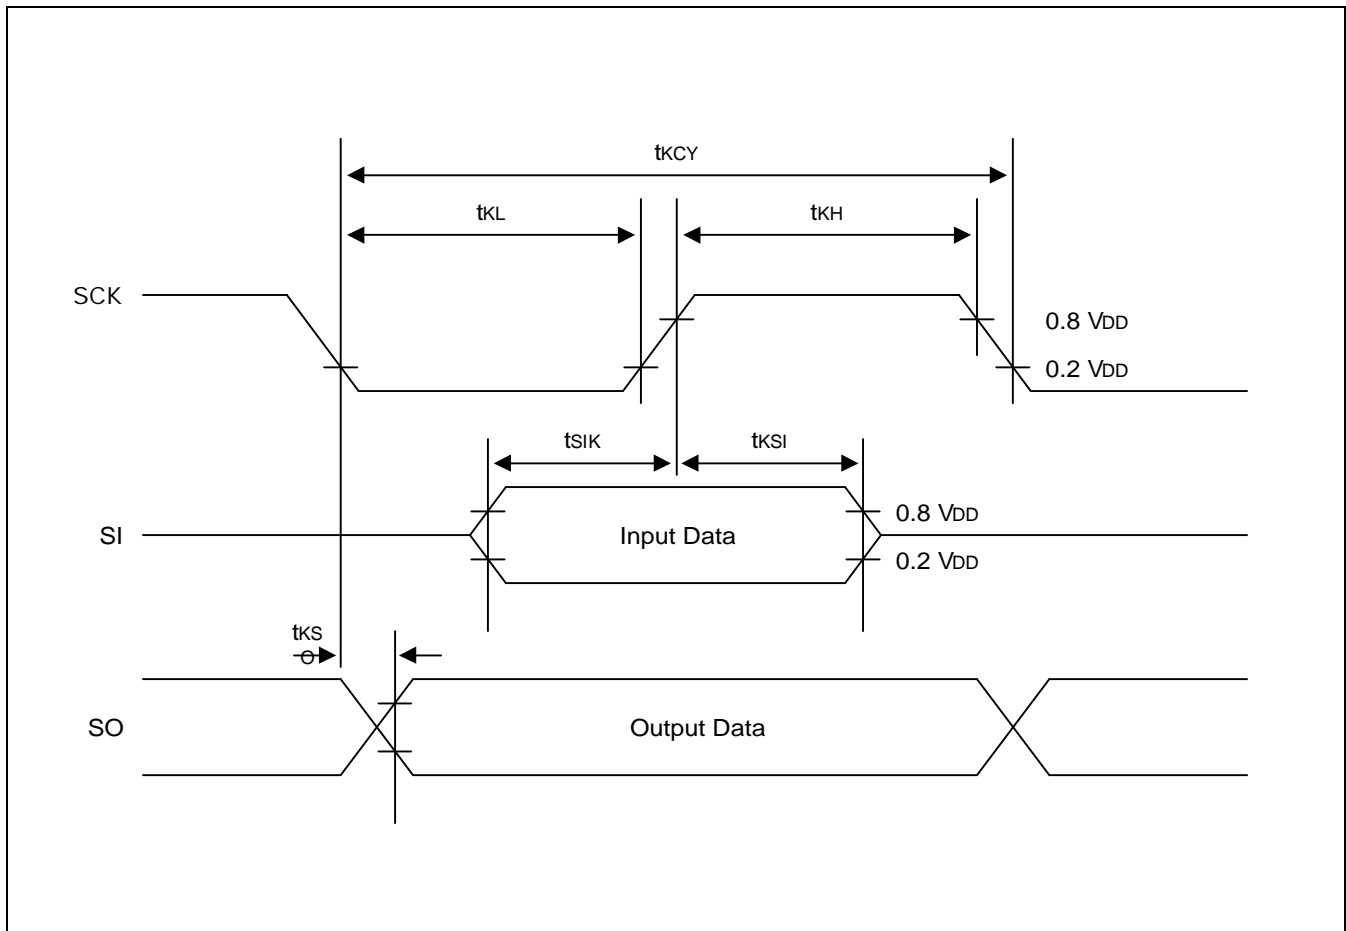 tKCY
tKL
tKH
SCK
0.8 VDD
0.2 VDD
tSIK
tKSI
0.8 VDD
SI
Input Data
0.2 VDD
tKS
O
SO
Output Data